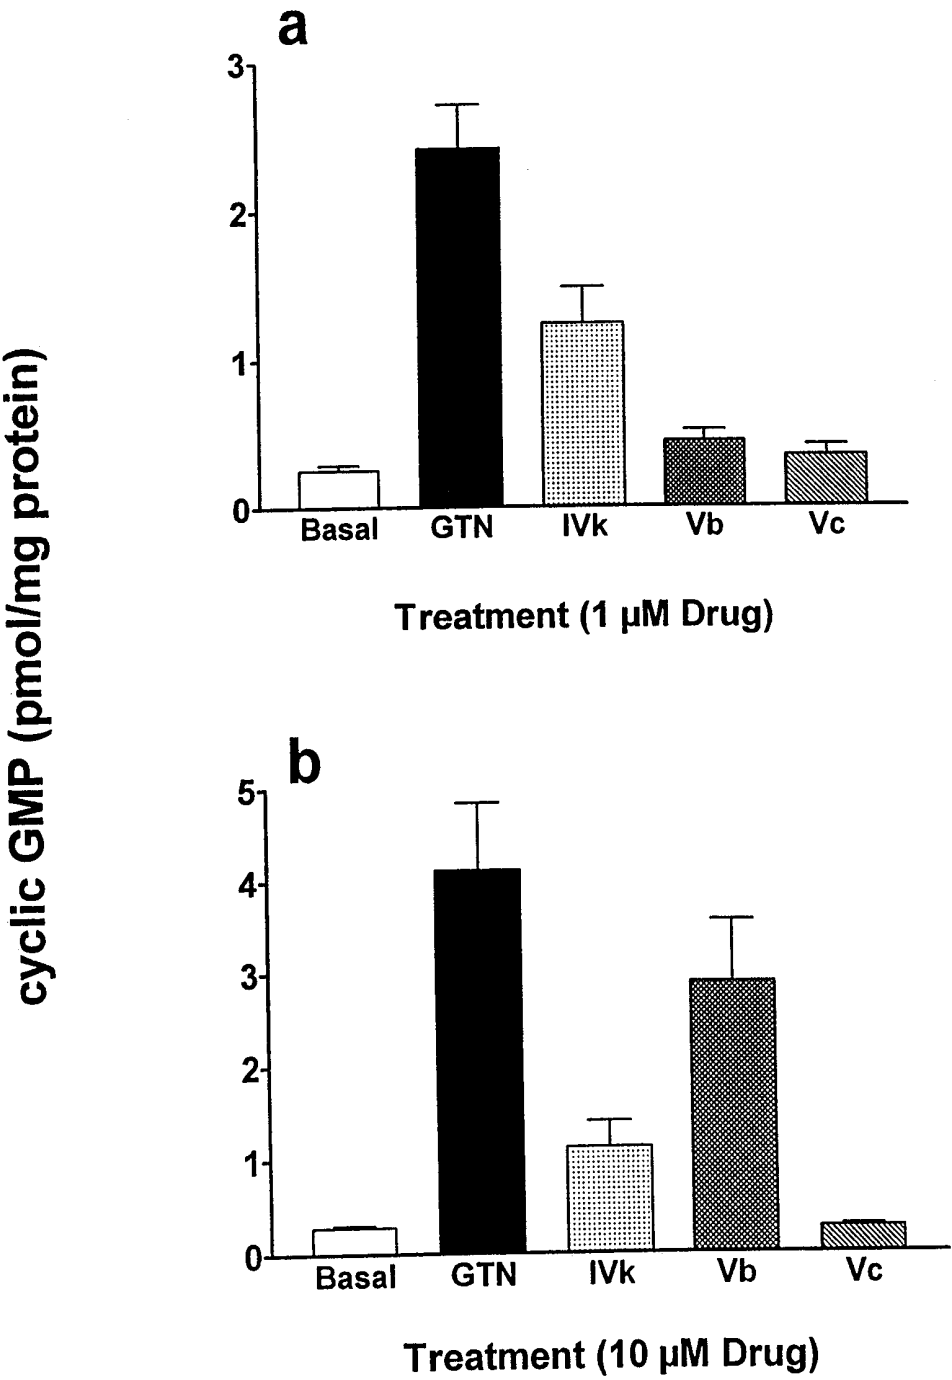 a
3
2
1
0
Basal GTN IVk Vb Vc
Treatment (1 µM Drug)
cyclic GMP (pmol/mg protein)
b
5
4
3
2
1
0
Basal GTN IVk Vb Vc
Treatment (10 µM Drug)